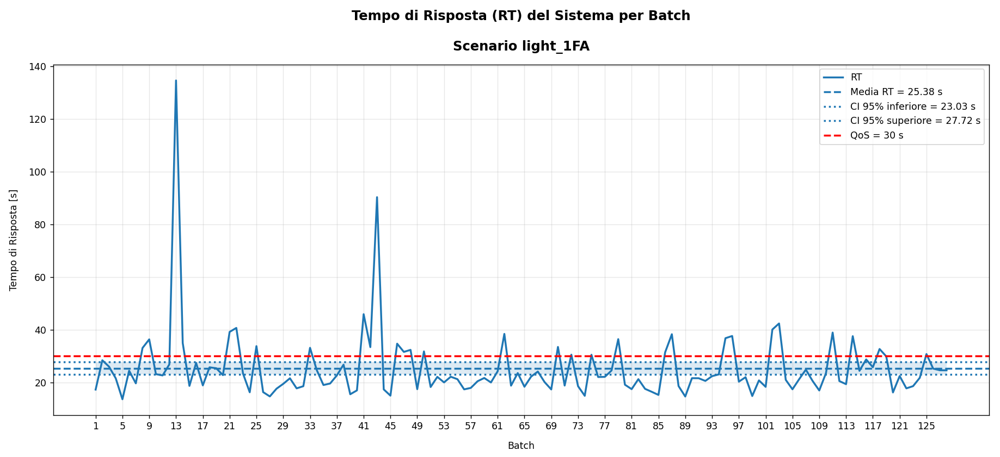 Tempo di Risposta (RT) del Sistema per Batch
Scenario light_1FA
RT
Media RT = 25.38 s
CI 95% inferiore = 23.03 s
CI 95% superiore = 27.72 s
QoS = 30 s
Tempo di Risposta [s]
140
120
100
80
60
40
20
1 5 9 13 17 21 25 29 33 37 41 45 49 53 57 61 65 69 73 77 81 85 89 93 97 101 105 109 113 117 121 125
Batch